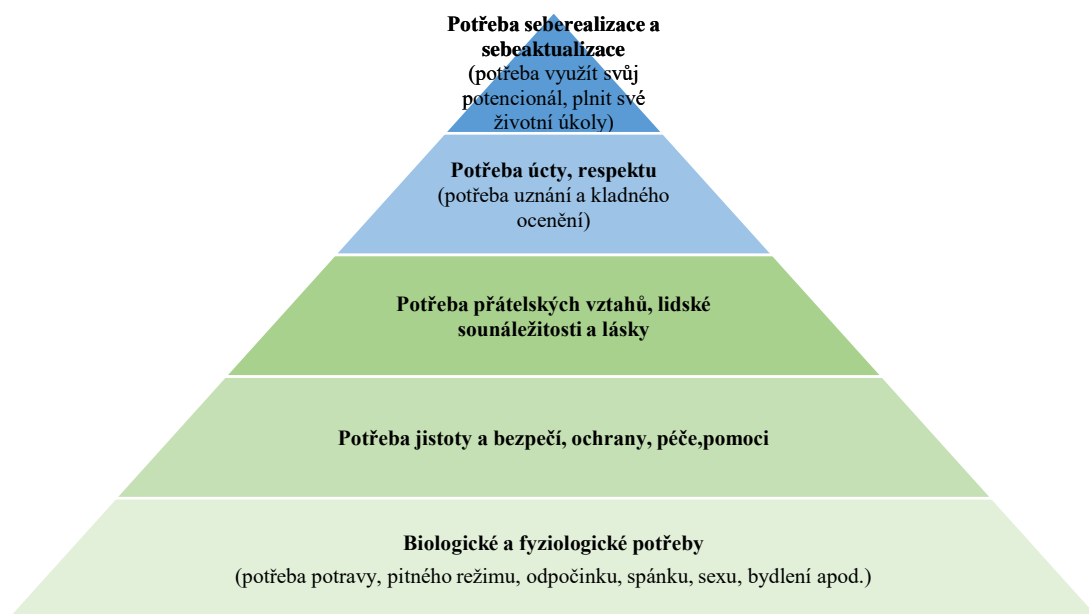 Potřeba seberealizace a
sebeaktualizace
(potřeba využít svůj
potencionál, plnit své
životní úkoly)
Potřeba úcty, respektu
(potřeba uznání a kladného
ocenění)
Potřeba přátelských vztahů, lidské
sounáležitosti a lásky
Potřeba jistoty a bezpečí, ochrany, péče,pomoci
Biologické a fyziologické potřeby
(potřeba potravy, pitného režimu, odpočinku, spánku, sexu, bydlení apod.)